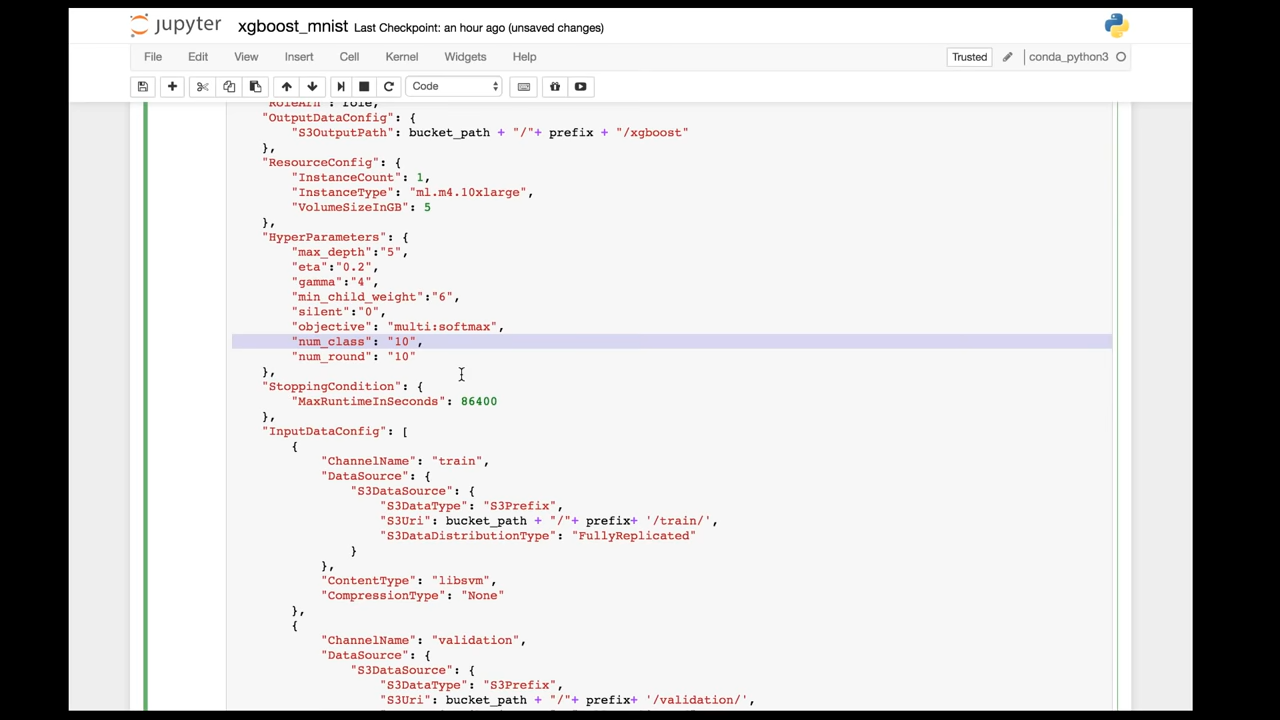 jupyter xgboost_mnist Last Checkpoint: an hour ago (unsaved changes)
File Edit View Insert Cell Kernel Widgets Help Trusted conda_python3
Code
"RoleArn": role,
"OutputDataConfig": {
"S3OutputPath": bucket_path + "/"+ prefix + "/xgboost"
},
"ResourceConfig": {
"InstanceCount": 1,
"InstanceType": "ml.m4.10xlarge",
"VolumeSizeInGB": 5
},
"HyperParameters": {
"max_depth":"5",
"eta":"0.2",
"gamma":"4",
"min_child_weight":"6",
"silent":"0",
"objective": "multi:softmax",
"num_class": "10",
"num_round": "10"
},
"StoppingCondition": {
"MaxRuntimeInSeconds": 86400
},
"InputDataConfig": [
{
"ChannelName": "train",
"DataSource": {
"S3DataSource": {
"S3DataType": "S3Prefix",
"S3Uri": bucket_path + "/"+ prefix+ '/train/',
"S3DataDistributionType": "FullyReplicated"
}
},
"ContentType": "libsvm",
"CompressionType": "None"
},
{
"ChannelName": "validation",
"DataSource": {
"S3DataSource": {
"S3DataType": "S3Prefix",
"S3Uri": bucket_path + "/"+ prefix+ '/validation/',